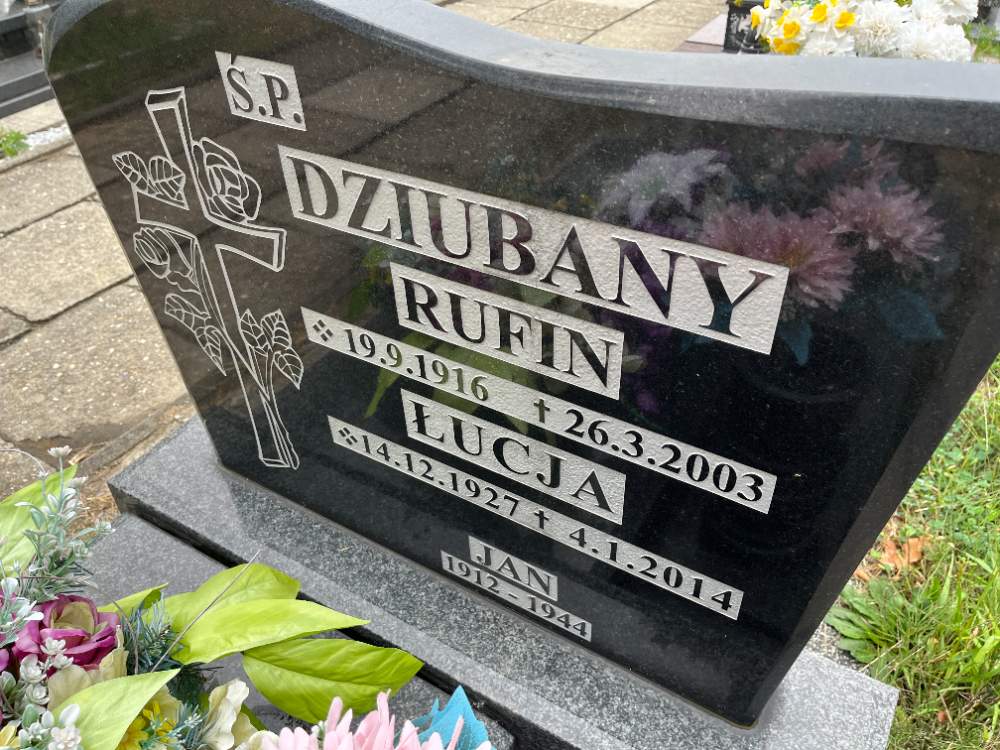 Ś.P.
DZIUBANY
RUFIN
19.9.1916 † 26.3.2003
ŁUCJA
14.12.1927 † 4.1.2014
JAN
1912 - 1944